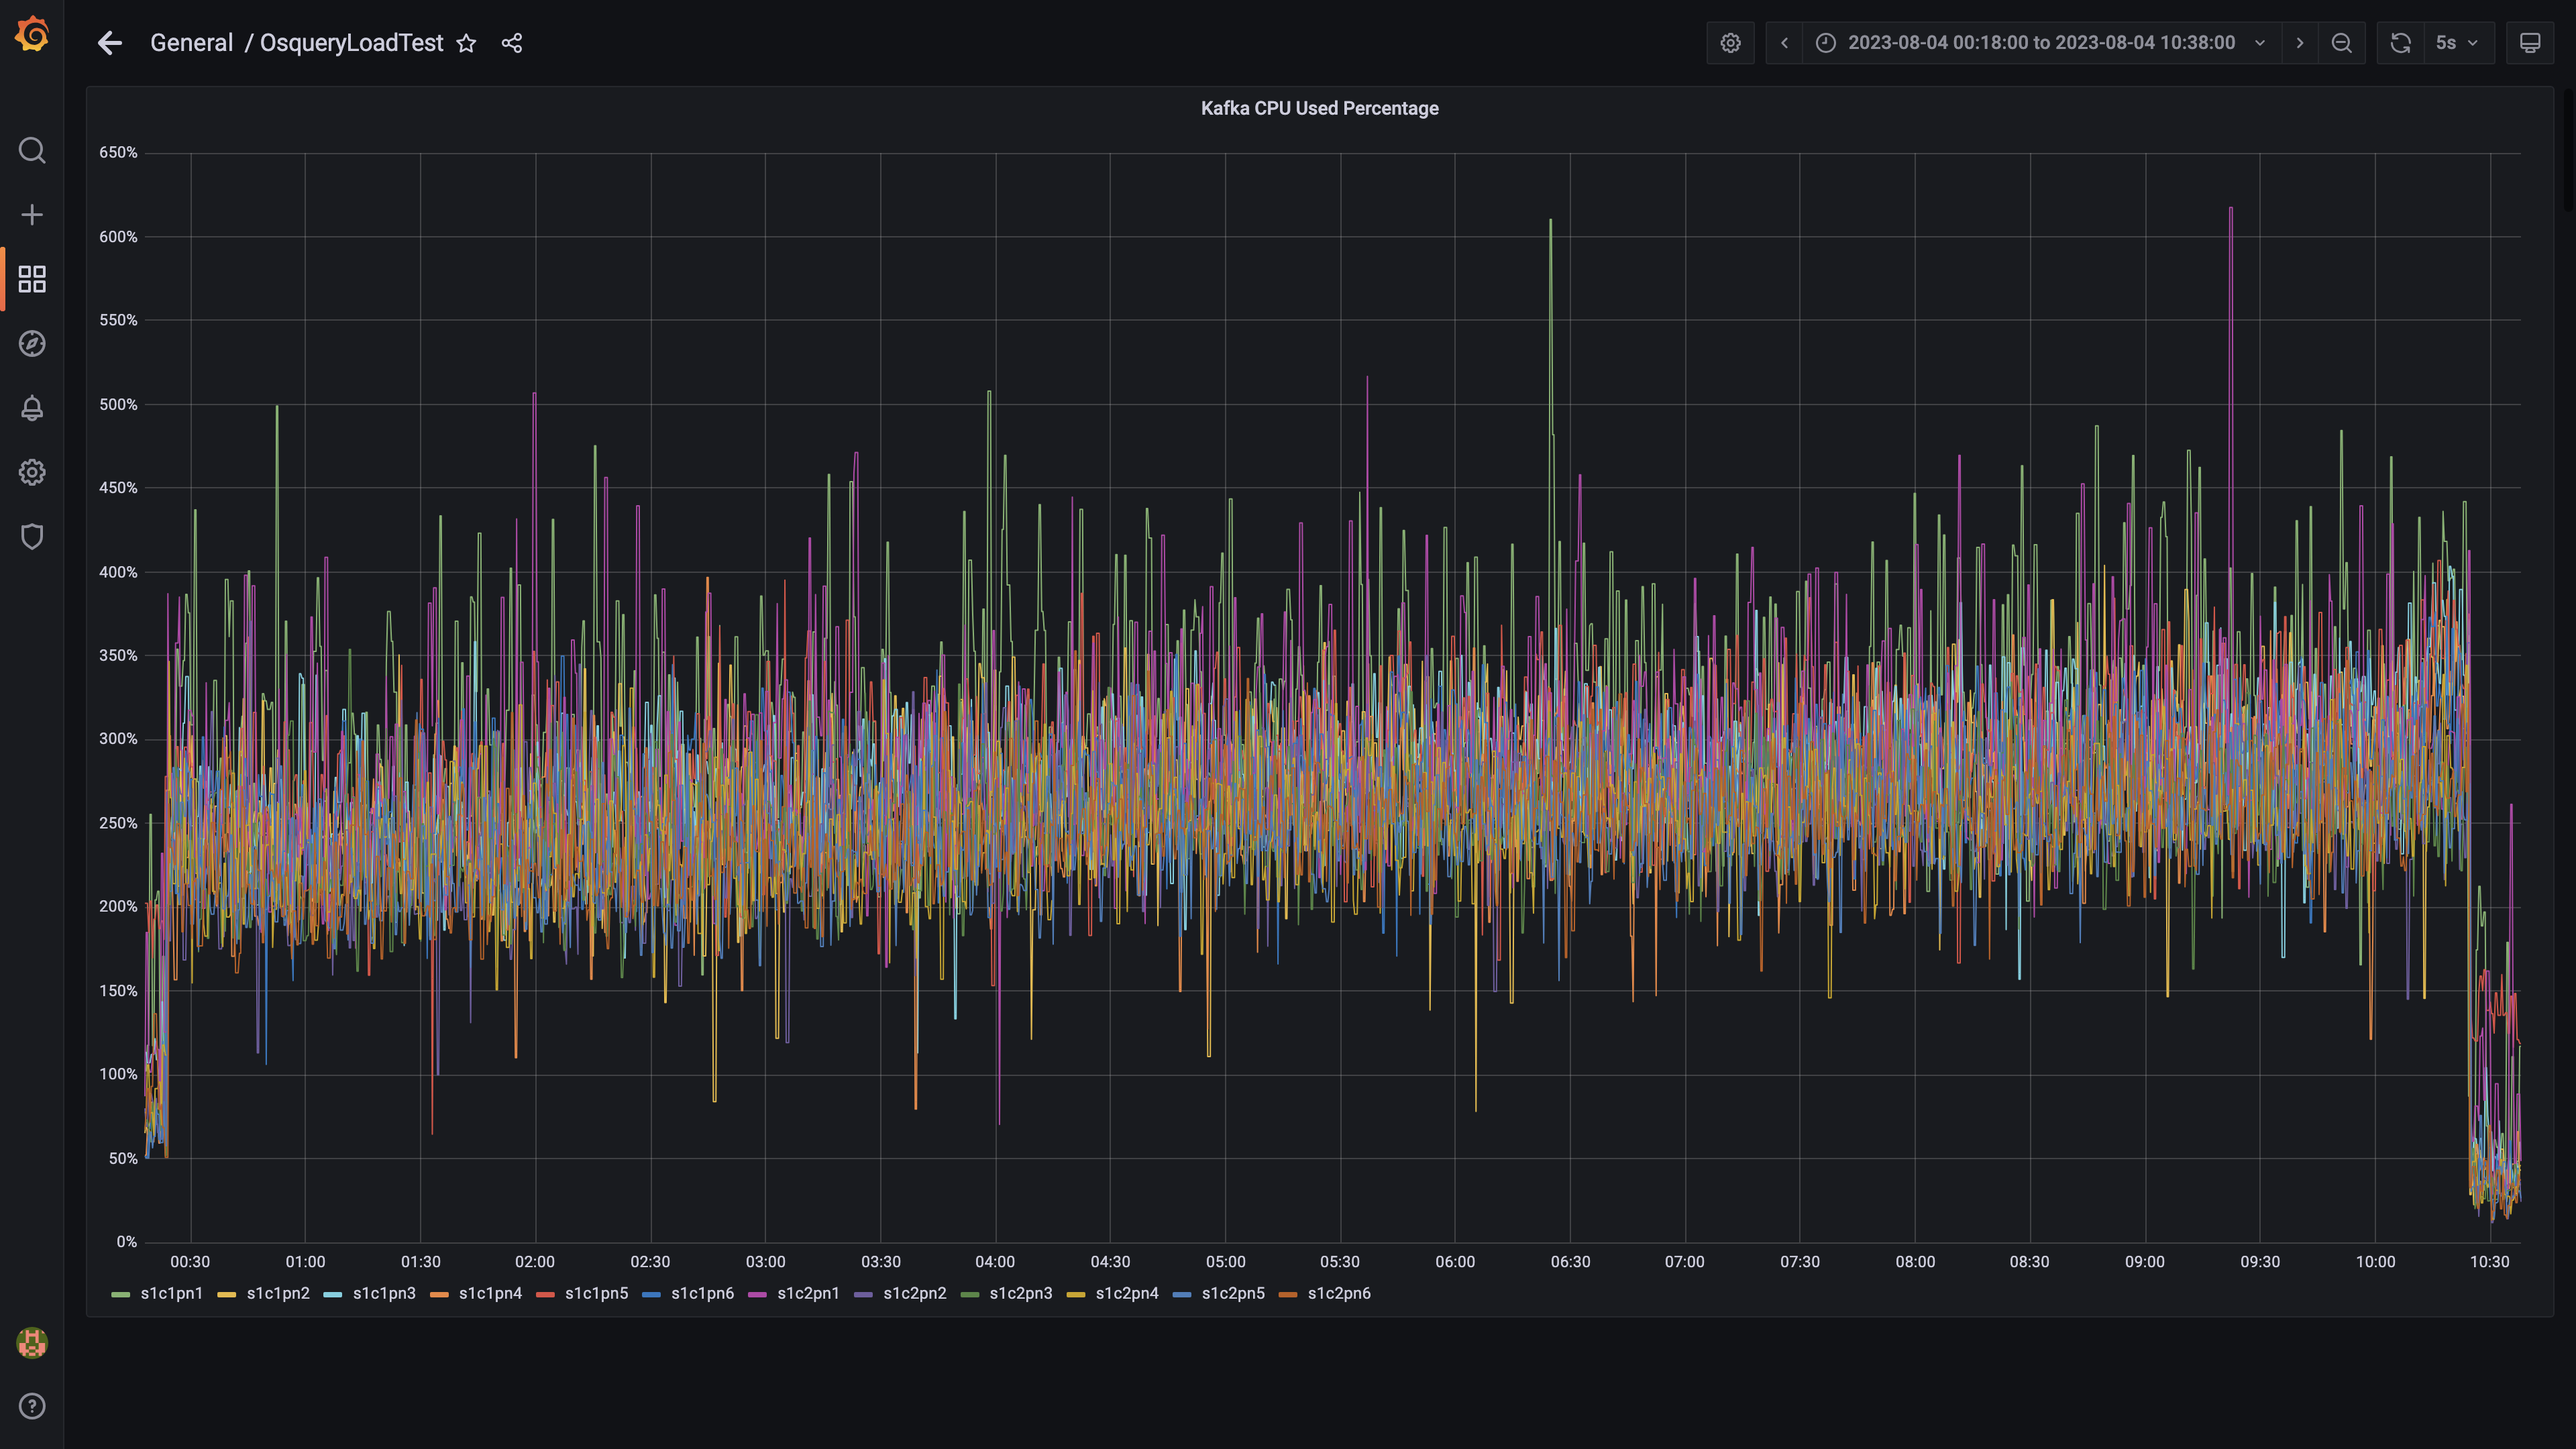 General / OsqueryLoadTest
2023-08-04 00:18:00 to 2023-08-04 10:38:00
5s
Kafka CPU Used Percentage
650%
600%
550%
500%
450%
400%
350%
300%
250%
200%
150%
100%
50%
0%
00:30 01:00 01:30 02:00 02:30 03:00 03:30 04:00 04:30 05:00 05:30 06:00 06:30 07:00 07:30 08:00 08:30 09:00 09:30 10:00 10:30
s1c1pn1 s1c1pn2 s1c1pn3 s1c1pn4 s1c1pn5 s1c1pn6 s1c2pn1 s1c2pn2 s1c2pn3 s1c2pn4 s1c2pn5 s1c2pn6